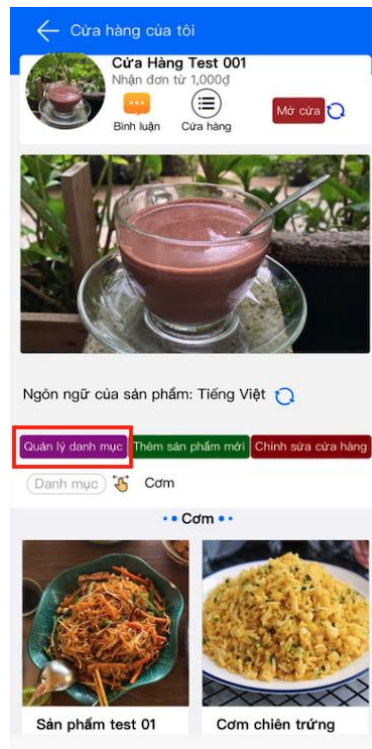 Cửa hàng của tôi
Cửa Hàng Test 001
Nhận đơn từ 1,000₫
Bình luận
Cửa hàng
Mở cửa
Ngôn ngữ của sản phẩm: Tiếng Việt
Quản lý danh mục
Thêm sản phẩm mới
Chỉnh sửa cửa hàng
Danh mục
Cơm
Cơm
Sản phẩm test 01
Cơm chiên trứng